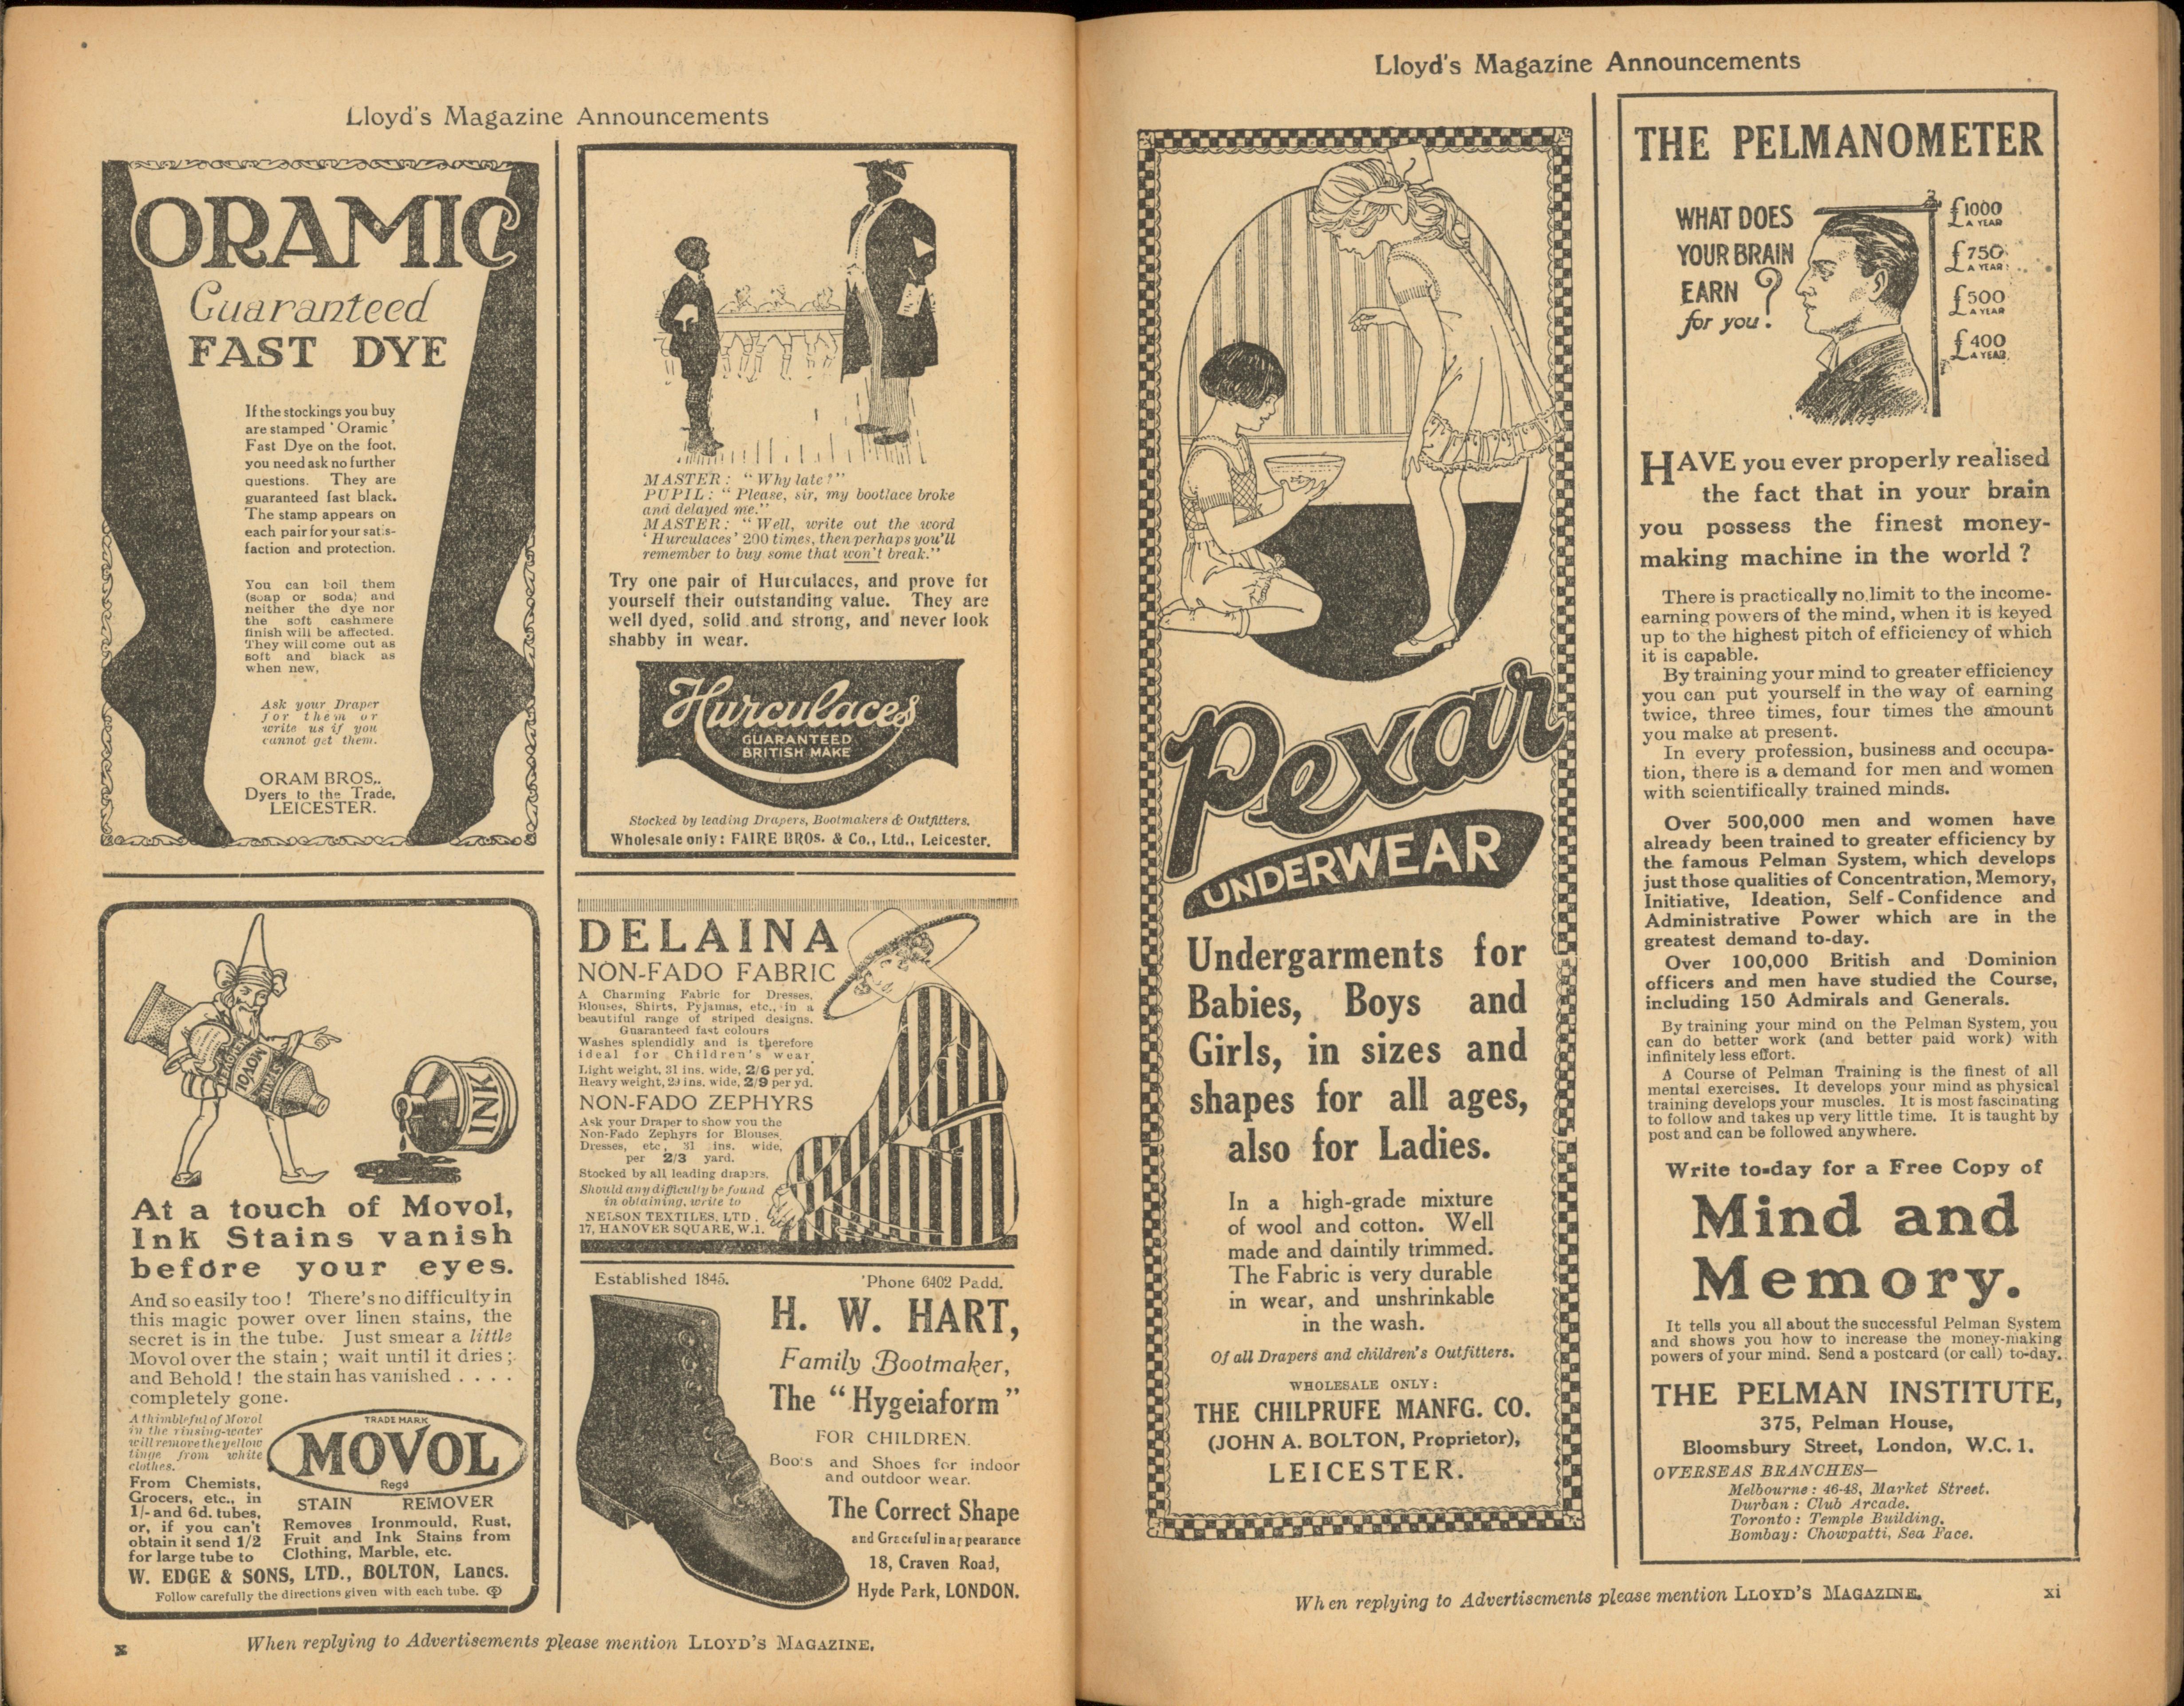 Lloyd's Magazine Announcements
ORAMIC
Guaranteed
FAST DYE
If the stockings you buy
are stamped 'Oramic'
Fast Dye on the foot,
you need ask no further
questions. They are
guaranteed fast black.
The stamp appears on
each pair for your satis-
faction and protection.
You can boil them
(soap or soda) and
neither the dye nor
the soft cashmere
finish will be affected.
They will come out as
soft and black as
when new,
Ask your Draper
for them or
write us if you
cannot get them.
ORAM BROS.,
Dyers to the Trade,
LEICESTER.
MASTER: "Why late?"
PUPIL: "Please, sir, my bootlace broke
and delayed me."
MASTER: "Well, write out the word
'Hurculaces' 200 times, then perhaps you'll
remember to buy some that won't break."
Try one pair of Hurculaces, and prove for
yourself their outstanding value. They are
well dyed, solid and strong, and never look
shabby in wear.
Hurculaces
GUARANTEED
BRITISH MAKE
Stocked by leading Drapers, Bootmakers & Outfitters.
Wholesale only: FAIRE BROS. & Co., Ltd., Leicester.
MOVOL
INK
At a touch of Movol,
Ink Stains vanish
before your eyes.
And so easily too! There's no difficulty in
this magic power over linen stains, the
secret is in the tube. Just smear a little
Movol over the stain; wait until it dries;
and Behold! the stain has vanished . . . .
completely gone.
A thimbleful of Movol
in the rinsing-water
will remove the yellow
tinge from white
clothes.
From Chemists,
Grocers, etc., in
1/- and 6d. tubes,
or, if you can't
obtain it send 1/2
for large tube to
TRADE MARK
MOVOL
Regd
STAIN REMOVER
Removes Ironmould, Rust,
Fruit and Ink Stains from
Clothing, Marble, etc.
W. EDGE & SONS, LTD., BOLTON, Lancs.
Follow carefully the directions given with each tube.
DELAINA
NON-FADO FABRIC
A Charming Fabric for Dresses,
Blouses, Shirts, Pyjamas, etc., in a
beautiful range of striped designs.
Guaranteed fast colours
Washes splendidly and is therefore
ideal for Children's wear.
Light weight, 31 ins. wide, 2/6 per yd.
Heavy weight, 29 ins. wide, 2/9 per yd.
NON-FADO ZEPHYRS
Ask your Draper to show you the
Non-Fado Zephyrs for Blouses,
Dresses, etc., 31 ins. wide,
per 2/3 yard.
Stocked by all leading drapers.
Should any difficulty be found
in obtaining, write to
NELSON TEXTILES, LTD.,
17, HANOVER SQUARE, W.1.
Established 1845. 'Phone 6402 Padd.
H. W. HART,
Family Bootmaker,
The "Hygeiaform"
FOR CHILDREN.
Boots and Shoes for indoor
and outdoor wear.
The Correct Shape
and Graceful in appearance
18, Craven Road,
Hyde Park, LONDON.
x
When replying to Advertisements please mention LLOYD'S MAGAZINE.
Lloyd's Magazine Announcements
Pexar
UNDERWEAR
Undergarments for
Babies, Boys and
Girls, in sizes and
shapes for all ages,
also for Ladies.
In a high-grade mixture
of wool and cotton. Well
made and daintily trimmed.
The Fabric is very durable
in wear, and unshrinkable
in the wash.
Of all Drapers and children's Outfitters.
WHOLESALE ONLY:
THE CHILPRUFE MANFG. CO.
(JOHN A. BOLTON, Proprietor),
LEICESTER.
THE PELMANOMETER
WHAT DOES
YOUR BRAIN
EARN
for you?
£1000
A YEAR
£750
A YEAR
£500
A YEAR
£400
A YEAR
HAVE you ever properly realised
the fact that in your brain
you possess the finest money-
making machine in the world?
There is practically no limit to the income-
earning powers of the mind, when it is keyed
up to the highest pitch of efficiency of which
it is capable.
By training your mind to greater efficiency
you can put yourself in the way of earning
twice, three times, four times the amount
you make at present.
In every profession, business and occupa-
tion, there is a demand for men and women
with scientifically trained minds.
Over 500,000 men and women have
already been trained to greater efficiency by
the famous Pelman System, which develops
just those qualities of Concentration, Memory,
Initiative, Ideation, Self-Confidence and
Administrative Power which are in the
greatest demand to-day.
Over 100,000 British and Dominion
officers and men have studied the Course,
including 150 Admirals and Generals.
By training your mind on the Pelman System, you
can do better work (and better paid work) with
infinitely less effort.
A Course of Pelman Training is the finest of all
mental exercises. It develops your mind as physical
training develops your muscles. It is most fascinating
to follow and takes up very little time. It is taught by
post and can be followed anywhere.
Write to-day for a Free Copy of
Mind and
Memory.
It tells you all about the successful Pelman System
and shows you how to increase the money-making
powers of your mind. Send a postcard (or call) to-day.
THE PELMAN INSTITUTE,
375, Pelman House,
Bloomsbury Street, London, W.C. 1.
OVERSEAS BRANCHES—
Melbourne: 46-48, Market Street.
Durban: Club Arcade.
Toronto: Temple Building.
Bombay: Chowpatti, Sea Face.
When replying to Advertisements please mention LLOYD'S MAGAZINE.
xi